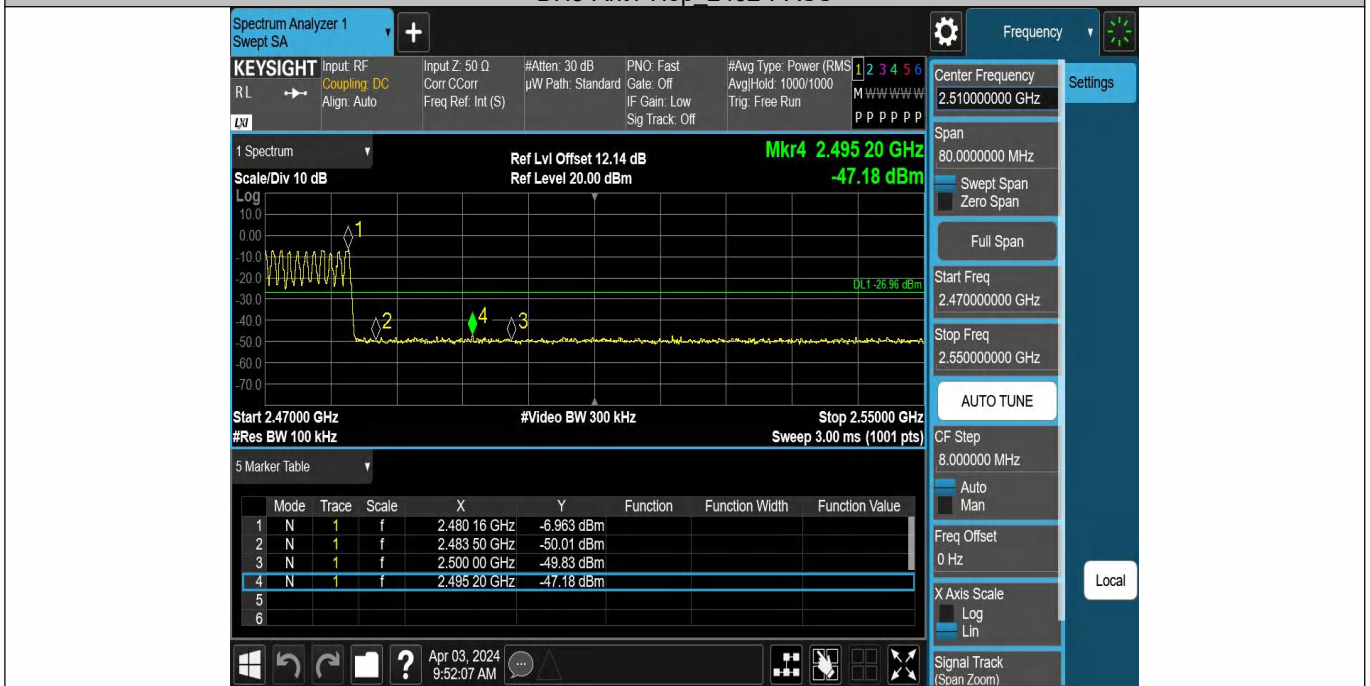 Spectrum Analyzer 1
Swept SA
Frequency
KEYSIGHT
RL
LXI
Input: RF
Coupling: DC
Align: Auto
Input Z: 50 Ω
Corr CCorr
Freq Ref: Int (S)
#Atten: 30 dB
µW Path: Standard
PNO: Fast
Gate: Off
IF Gain: Low
Sig Track: Off
#Avg Type: Power (RMS
Avg|Hold: 1000/1000
Trig: Free Run
1 2 3 4 5 6
M W W W W W
P P P P P P
1 Spectrum
Scale/Div 10 dB
Ref Lvl Offset 12.14 dB
Ref Level 20.00 dBm
Mkr4 2.495 20 GHz
-47.18 dBm
Log
10.0
0.00
-10.0
-20.0
-30.0
-40.0
-50.0
-60.0
-70.0
1
2
4
3
DL1 -26.96 dBm
Start 2.47000 GHz
#Video BW 300 kHz
Stop 2.55000 GHz
#Res BW 100 kHz
Sweep 3.00 ms (1001 pts)
5 Marker Table
Mode Trace Scale X Y Function Function Width Function Value
1 N 1 f 2.480 16 GHz -6.963 dBm
2 N 1 f 2.483 50 GHz -50.01 dBm
3 N 1 f 2.500 00 GHz -49.83 dBm
4 N 1 f 2.495 20 GHz -47.18 dBm
5
6
Apr 03, 2024
9:52:07 AM
Center Frequency
2.510000000 GHz
Settings
Span
80.0000000 MHz
Swept Span
Zero Span
Full Span
Start Freq
2.470000000 GHz
Stop Freq
2.550000000 GHz
AUTO TUNE
CF Step
8.000000 MHz
Auto
Man
Freq Offset
0 Hz
X Axis Scale
Log
Lin
Local
Signal Track
(Span Zoom)